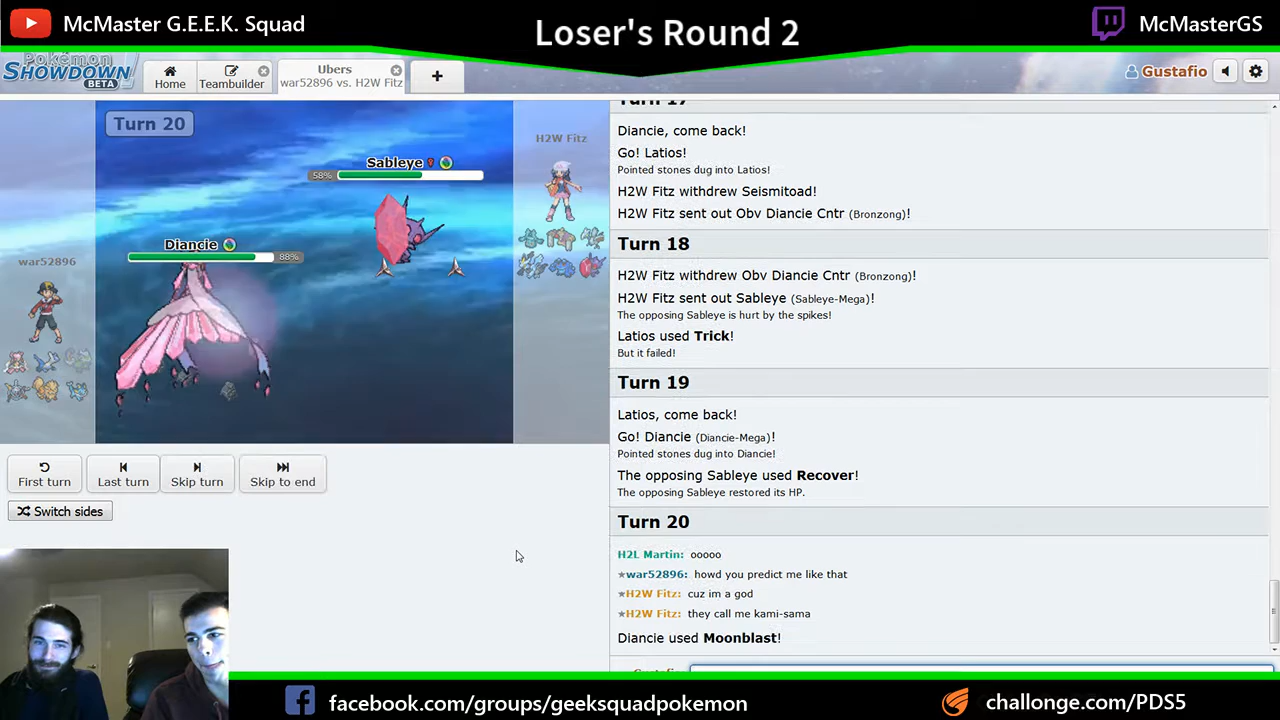 McMaster G.E.E.K. Squad
Loser's Round 2
McMasterGS
Pokémon
SHOWDOWN
BETA
Home
Teambuilder
Ubers
war52896 vs. H2W Fitz
+
Gustafio
Turn 20
Sableye
58%
Diancie
88%
war52896
H2W Fitz
First turn
Last turn
Skip turn
Skip to end
Switch sides
Turn 17
Diancie, come back!
Go! Latios!
Pointed stones dug into Latios!
H2W Fitz withdrew Seismitoad!
H2W Fitz sent out Obv Diancie Cntr (Bronzong)!
Turn 18
H2W Fitz withdrew Obv Diancie Cntr (Bronzong)!
H2W Fitz sent out Sableye (Sableye-Mega)!
The opposing Sableye is hurt by the spikes!
Latios used Trick!
But it failed!
Turn 19
Latios, come back!
Go! Diancie (Diancie-Mega)!
Pointed stones dug into Diancie!
The opposing Sableye used Recover!
The opposing Sableye restored its HP.
Turn 20
H2L Martin: ooooo
★war52896: howd you predict me like that
★H2W Fitz: cuz im a god
★H2W Fitz: they call me kami-sama
Diancie used Moonblast!
Gustafio:
facebook.com/groups/geeksquadpokemon
challonge.com/PDS5